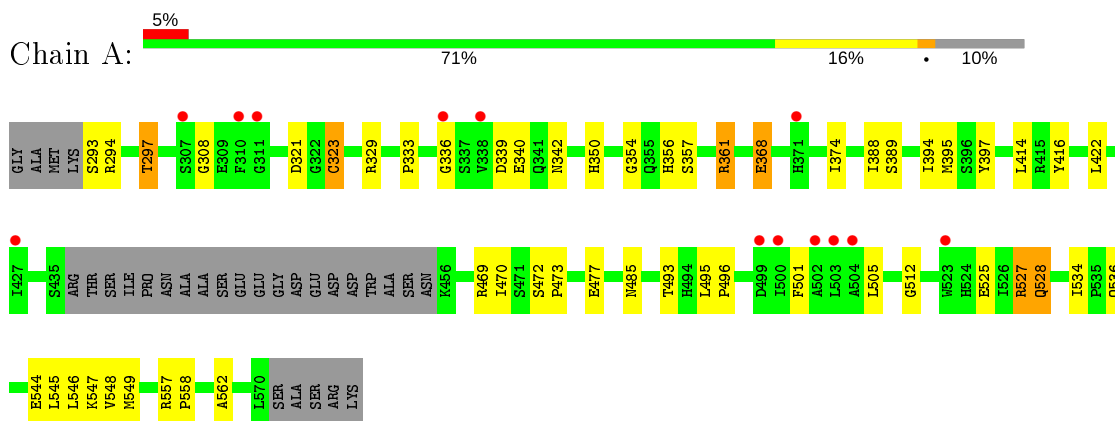 5%
Chain A:
71% 16% • 10%
GLY ALA MET LYS S293 R294 T297 S307 G308 E309 F310 G311 D321 G322 C323 R329 P333 G336 S337 V338 D339 E340 Q341 N342 H350 G354 Q355 H356 S357 R361 E368 H371 I374 I388 S389 I394 M395 S396 Y397 L414 R415 Y416 L422
I427 S435 ARG THR SER ILE PRO ASN ALA ALA SER GLU GLU GLY ASP GLU ASP ASP TRP ALA SER ASN K456 R469 I470 S471 S472 P473 E477 N485 T493 H494 L495 P496 D499 I500 F501 A502 L503 A504 L505 G512 W523 H524 E525 I526 R527 Q528 I534 P535 Q536
E544 L545 L546 K547 V548 M549 R557 P558 A562 L570 SER ALA SER ARG LYS